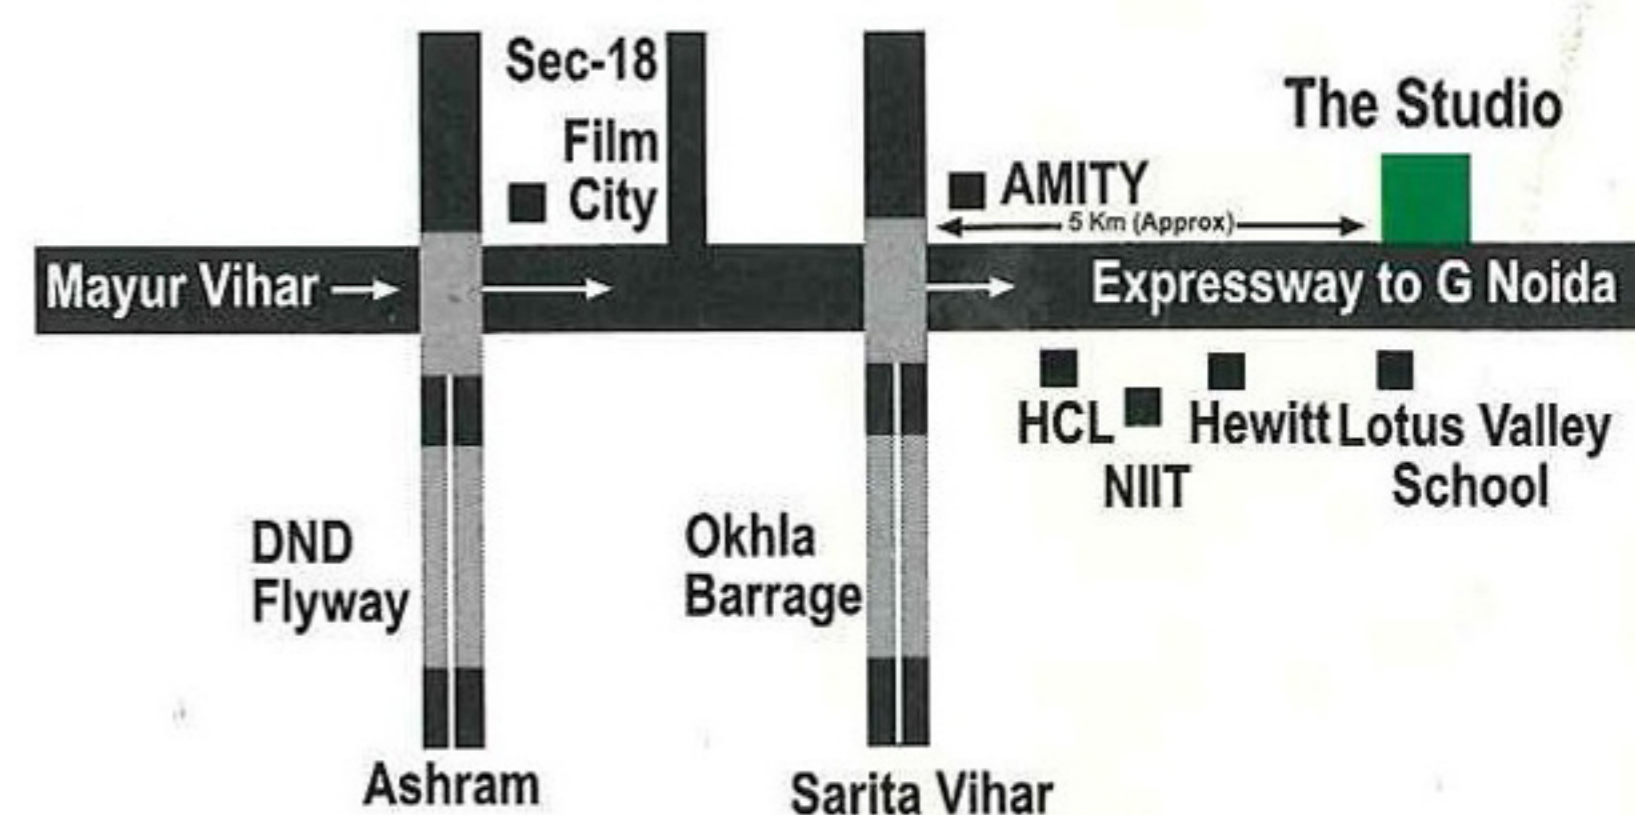 Sec-18
Film
City
The Studio
AMITY
5 Km (Approx)
Mayur Vihar
Expressway to G Noida
HCL
NIIT
Hewitt
Lotus Valley
School
DND
Flyway
Okhla
Barrage
Ashram
Sarita Vihar